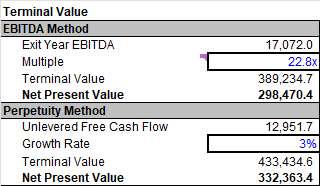 Terminal Value
EBITDA Method
Exit Year EBITDA 17,072.0
Multiple 22.8x
Terminal Value 389,234.7
Net Present Value 298,470.4
Perpetuity Method
Unlevered Free Cash Flow 12,951.7
Growth Rate 3%
Terminal Value 433,434.6
Net Present Value 332,363.4